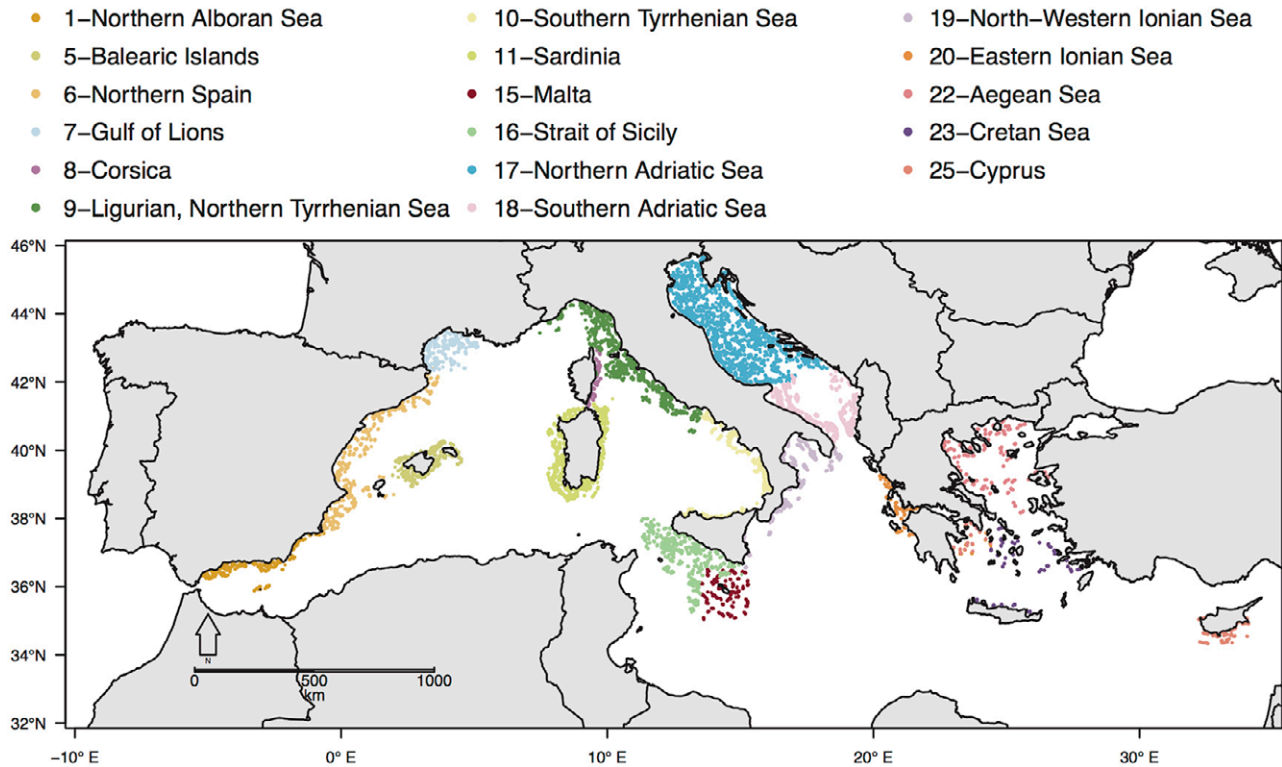 1–Northern Alboran Sea
5–Balearic Islands
6–Northern Spain
7–Gulf of Lions
8–Corsica
9–Ligurian, Northern Tyrrhenian Sea
10–Southern Tyrrhenian Sea
11–Sardinia
15–Malta
16–Strait of Sicily
17–Northern Adriatic Sea
18–Southern Adriatic Sea
19–North–Western Ionian Sea
20–Eastern Ionian Sea
22–Aegean Sea
23–Cretan Sea
25–Cyprus
46°N
44°N
42°N
40°N
38°N
36°N
34°N
32°N
N
0 500 1000
km
−10° E 0° E 10° E 20° E 30° E